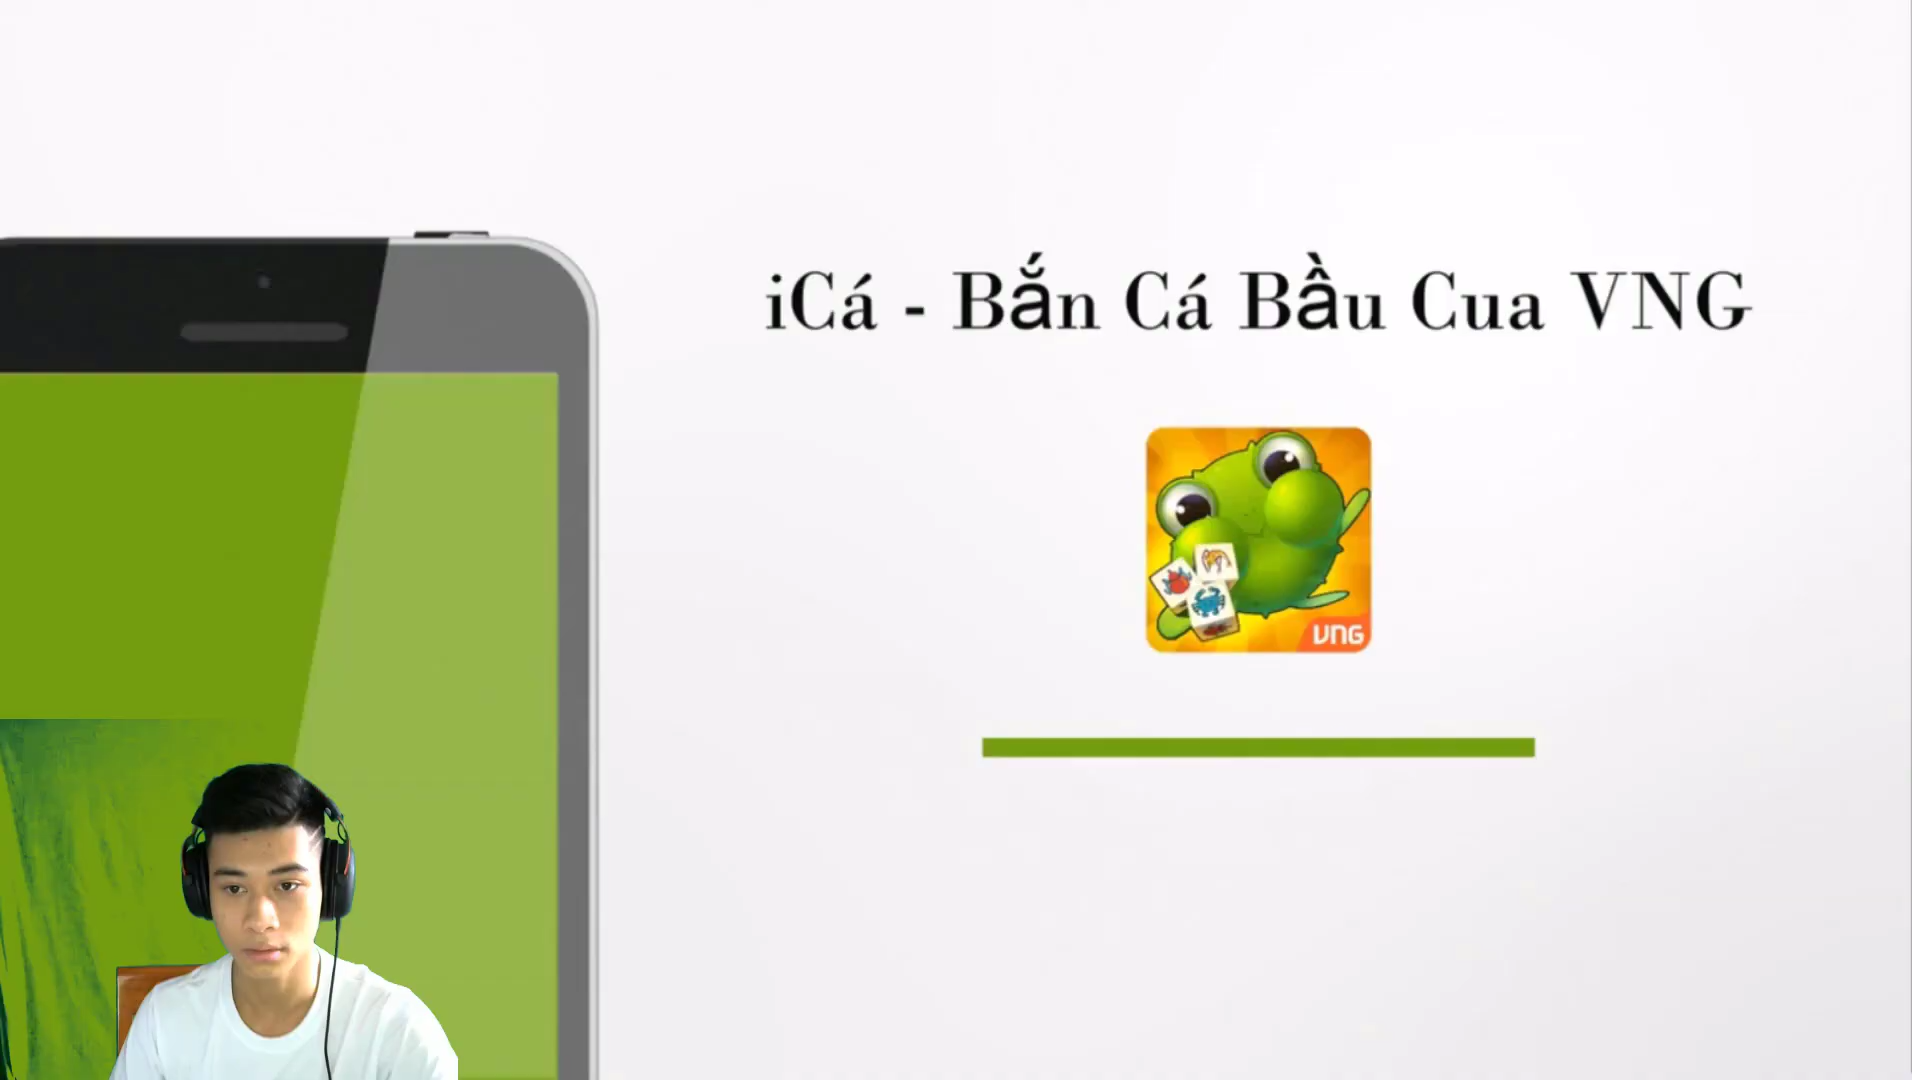 iCá - Bắn Cá Bầu Cua VNG
VNG